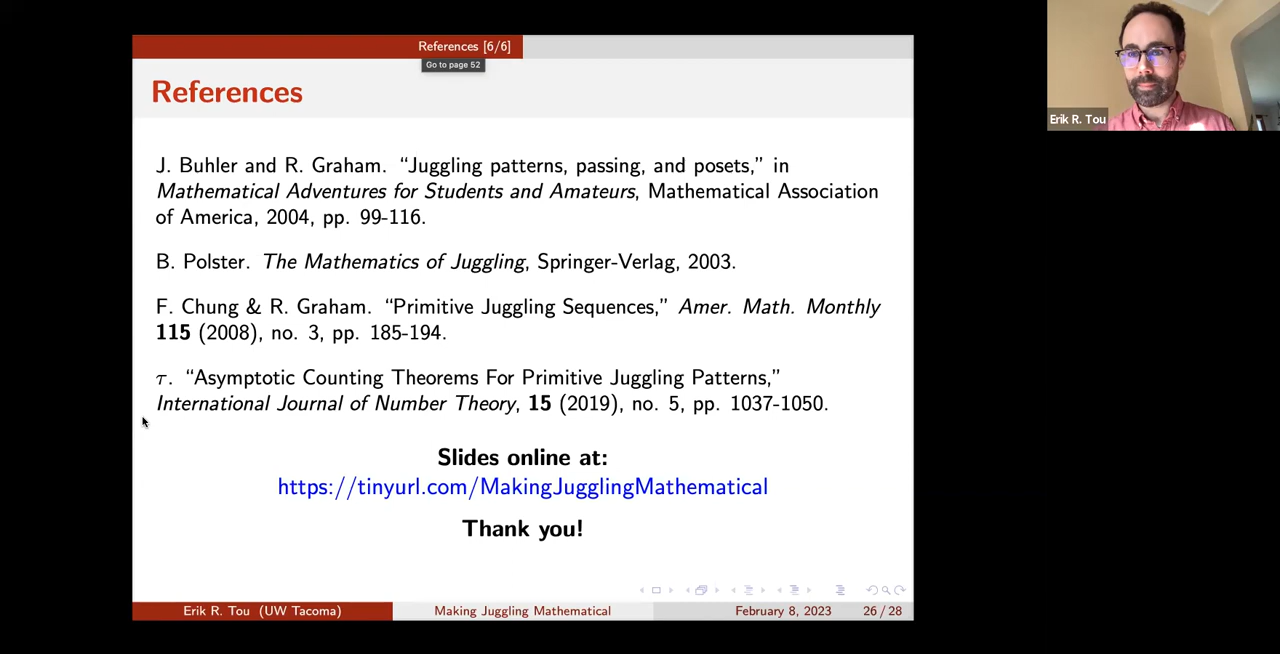 References [6/6]
Go to page 52
References
J. Buhler and R. Graham. “Juggling patterns, passing, and posets,” in
Mathematical Adventures for Students and Amateurs, Mathematical Association
of America, 2004, pp. 99-116.
B. Polster. The Mathematics of Juggling, Springer-Verlag, 2003.
F. Chung & R. Graham. “Primitive Juggling Sequences,” Amer. Math. Monthly
115 (2008), no. 3, pp. 185-194.
τ. “Asymptotic Counting Theorems For Primitive Juggling Patterns,”
International Journal of Number Theory, 15 (2019), no. 5, pp. 1037-1050.
Slides online at:
https://tinyurl.com/MakingJugglingMathematical
Thank you!
Erik R. Tou (UW Tacoma)
Making Juggling Mathematical
February 8, 2023
26 / 28
Erik R. Tou